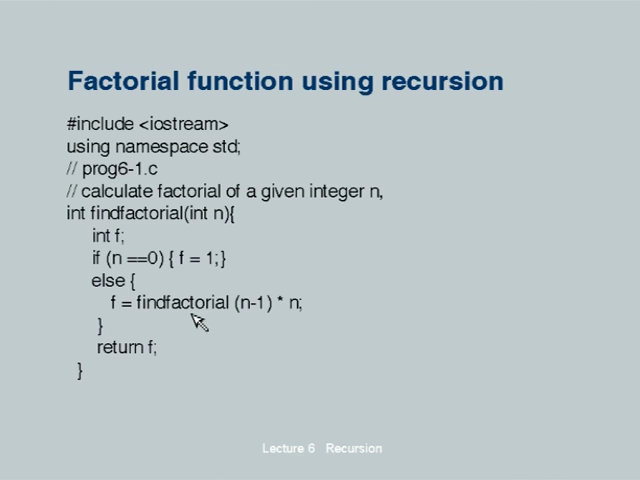 Factorial function using recursion
#include <iostream>
using namespace std;
// prog6-1.c
// calculate factorial of a given integer n,
int findfactorial(int n){
int f;
if (n ==0) { f = 1;}
else {
f = findfactorial (n-1) * n;
}
return f;
}
Lecture 6 Recursion